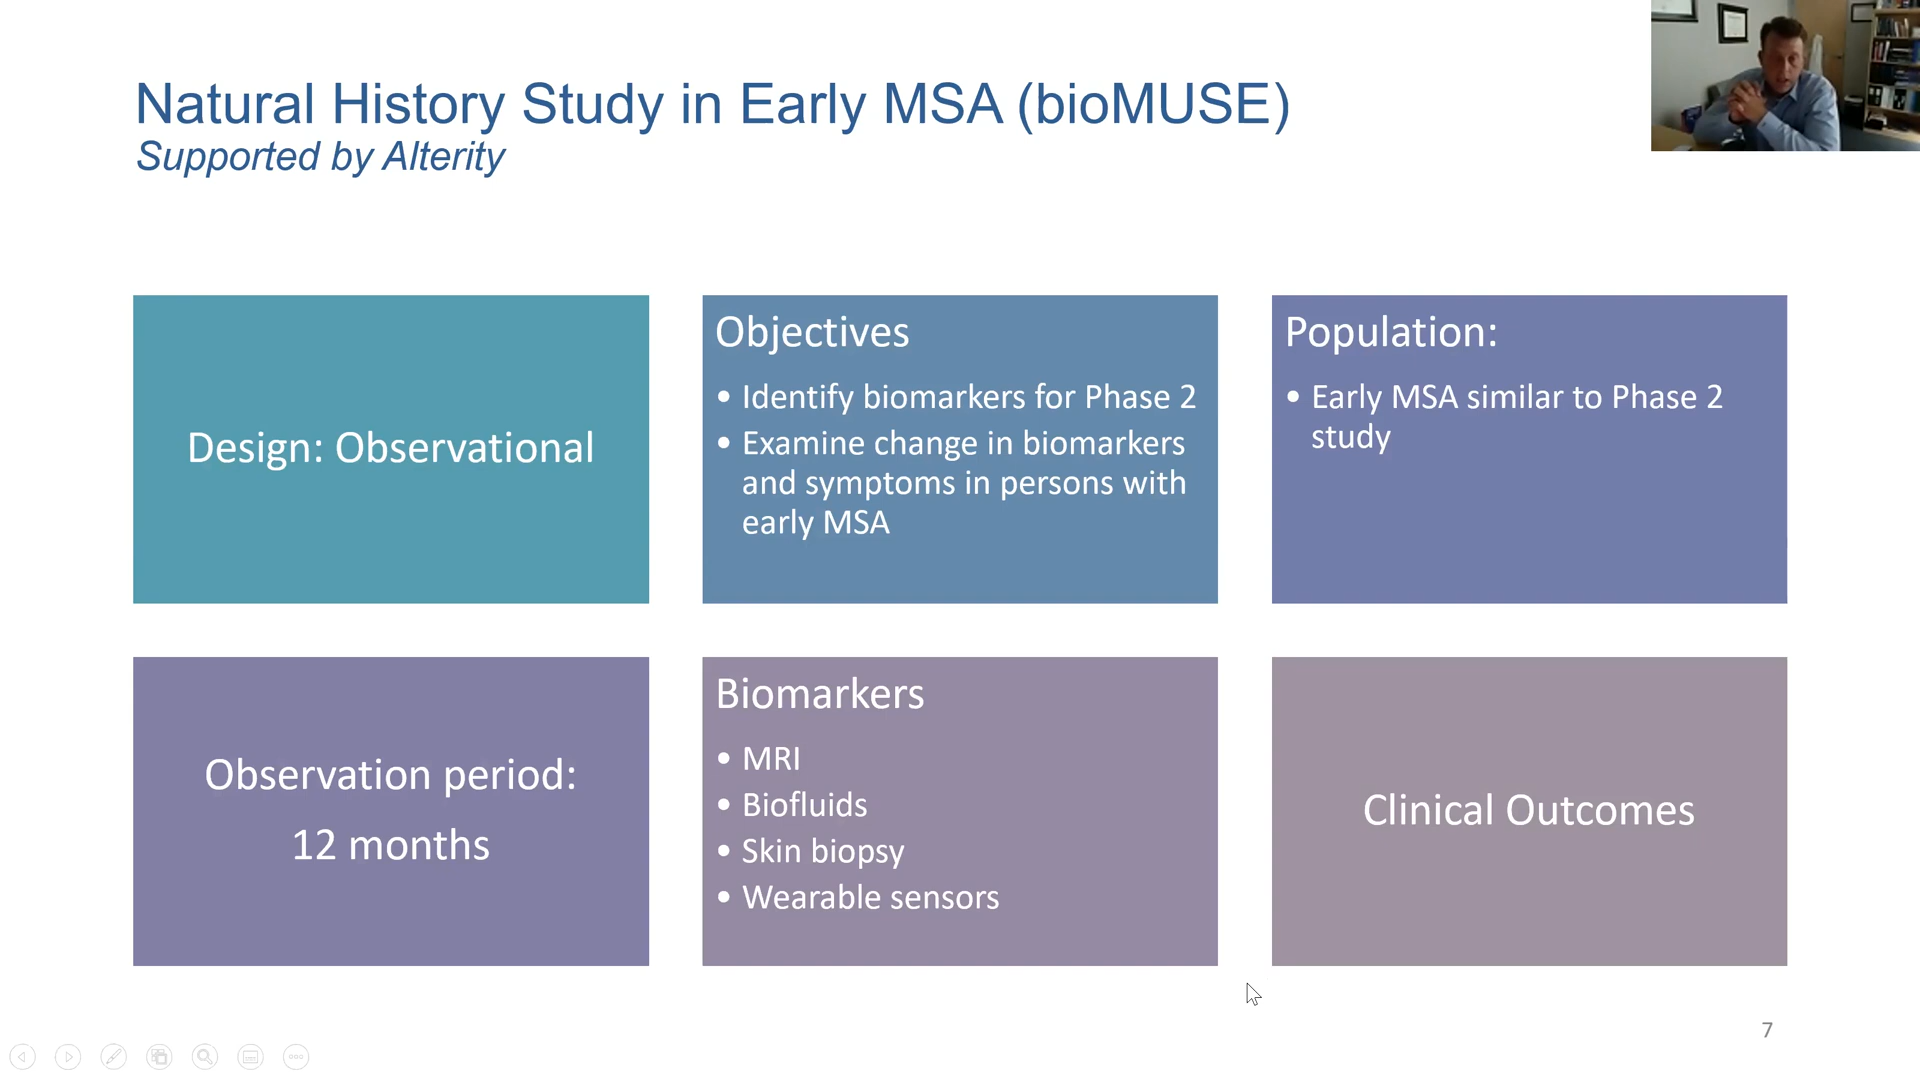 Natural History Study in Early MSA (bioMUSE)
Supported by Alterity
Design: Observational
Objectives
• Identify biomarkers for Phase 2
• Examine change in biomarkers
and symptoms in persons with
early MSA
Population:
• Early MSA similar to Phase 2
study
Observation period:
12 months
Biomarkers
• MRI
• Biofluids
• Skin biopsy
• Wearable sensors
Clinical Outcomes
7